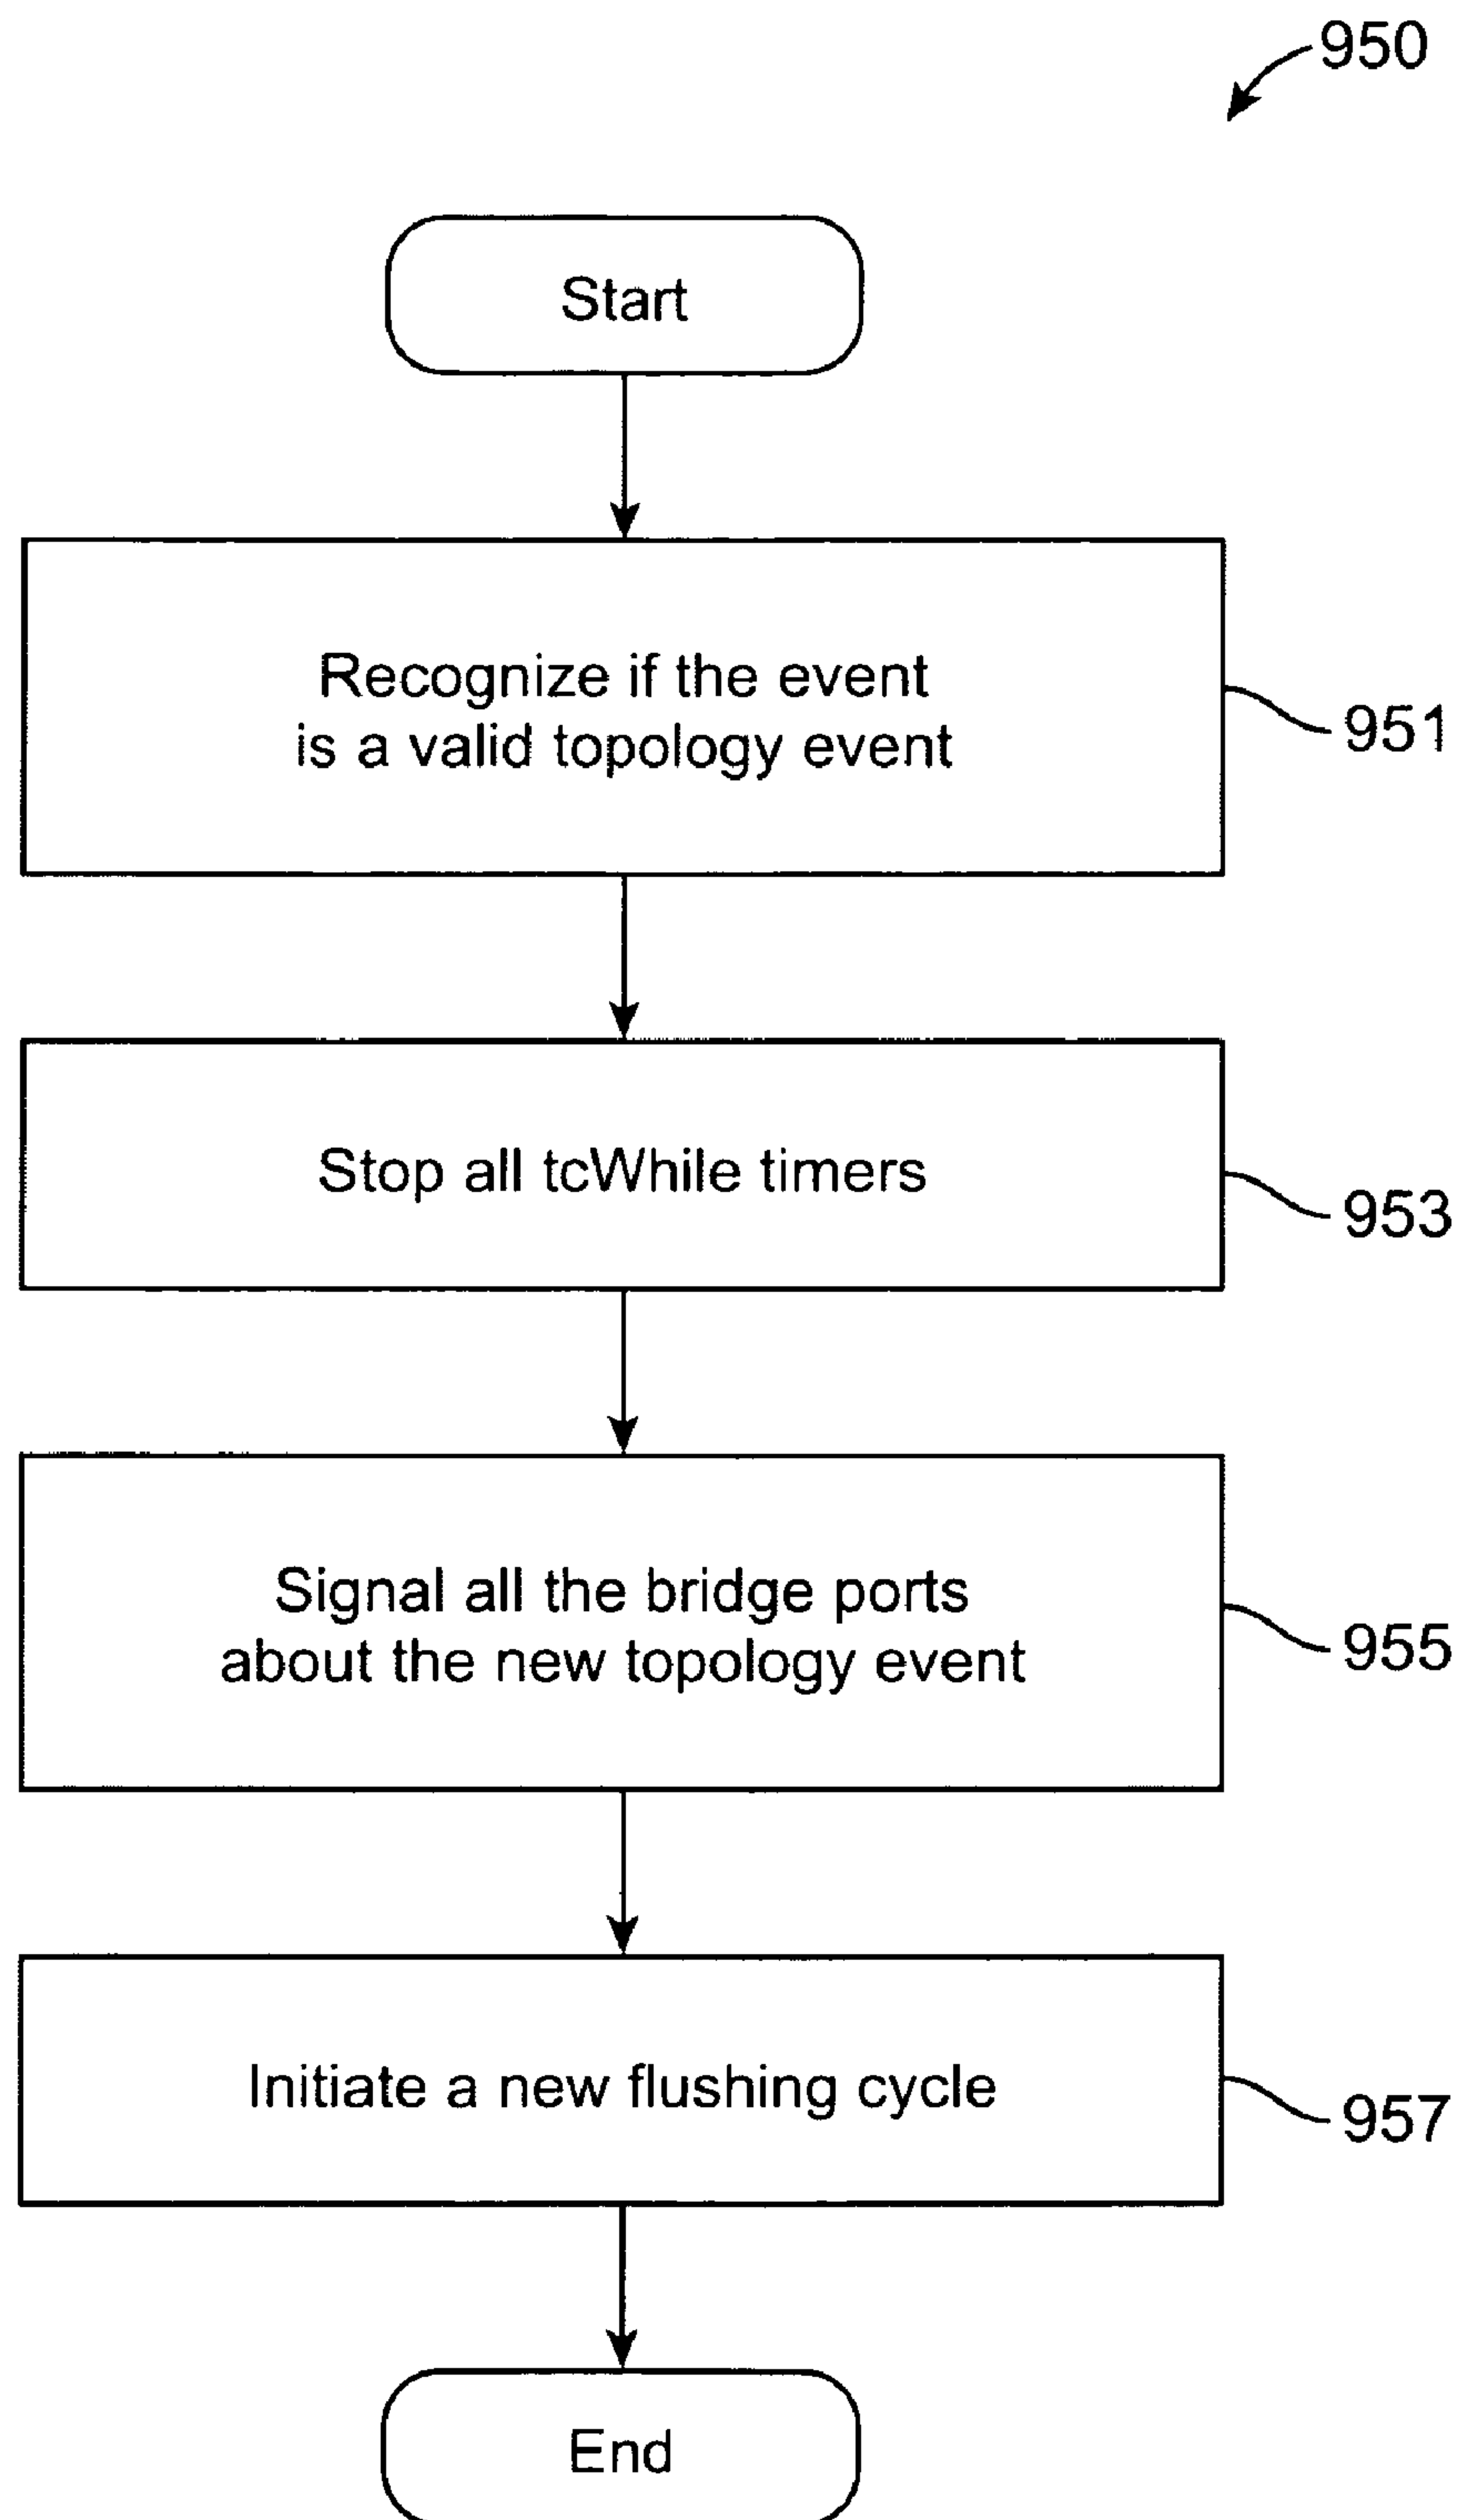 950
Start
Recognize if the event
is a valid topology event
951
Stop all tcWhile timers
953
Signal all the bridge ports
about the new topology event
955
Initiate a new flushing cycle
957
End